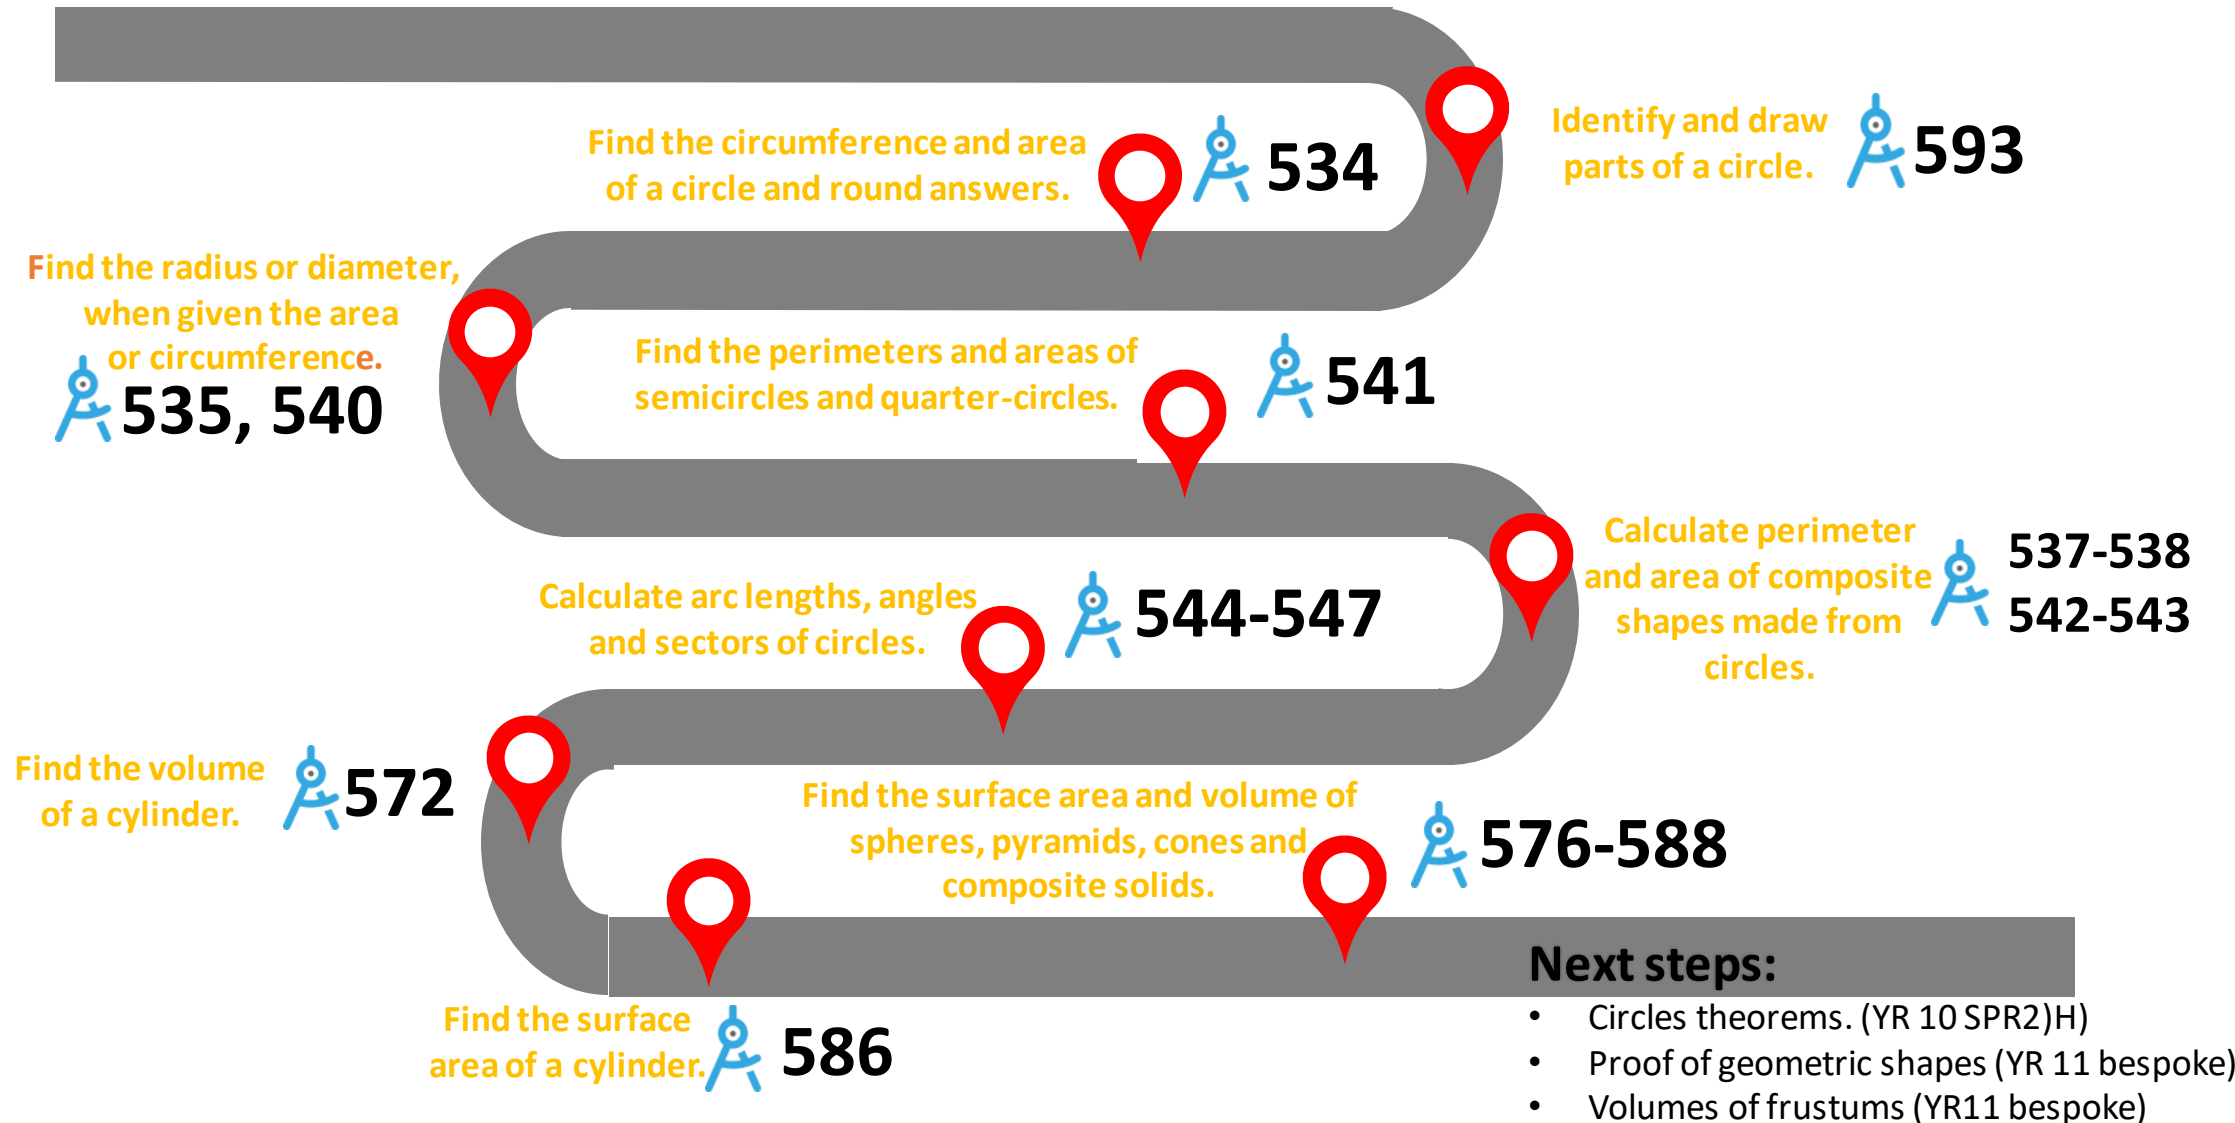 Identify and draw
parts of a circle.
593
Find the circumference and area
of a circle and round answers.
534
Find the radius or diameter,
when given the area
or circumference.
535, 540
Find the perimeters and areas of
semicircles and quarter-circles.
541
Calculate perimeter
and area of composite
shapes made from
circles.
537-538
542-543
Calculate arc lengths, angles
and sectors of circles.
544-547
Find the volume
of a cylinder.
572
Find the surface area and volume of
spheres, pyramids, cones and
composite solids.
576-588
Find the surface
area of a cylinder.
586
Next steps:
• Circles theorems. (YR 10 SPR2)H)
• Proof of geometric shapes (YR 11 bespoke)
• Volumes of frustums (YR11 bespoke)